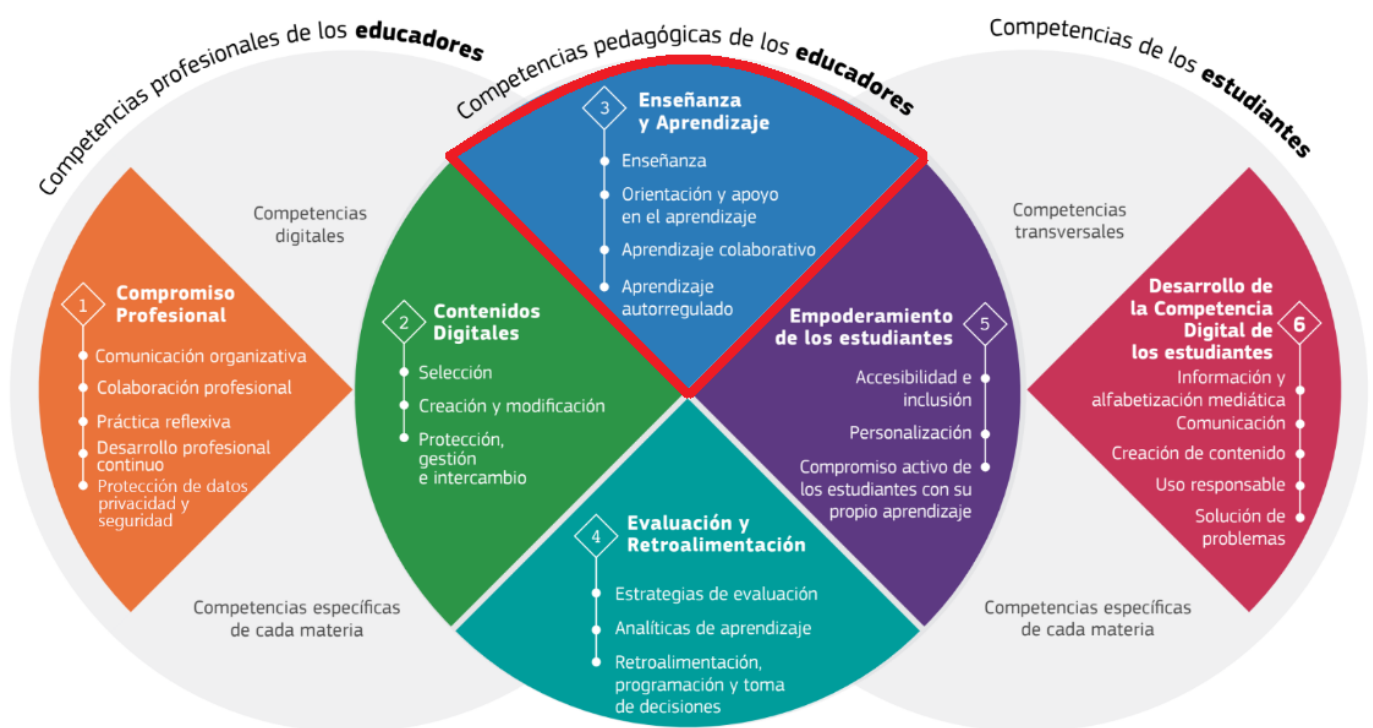 Competencias profesionales de los educadores
Competencias pedagógicas de los educadores
Competencias de los estudiantes
Competencias
digitales
Competencias
transversales
1
Compromiso
Profesional
Comunicación organizativa
Colaboración profesional
Práctica reflexiva
Desarrollo profesional
continuo
Protección de datos
privacidad y
seguridad
2
Contenidos
Digitales
Selección
Creación y modificación
Protección,
gestión
e intercambio
3
Enseñanza
y Aprendizaje
Enseñanza
Orientación y apoyo
en el aprendizaje
Aprendizaje colaborativo
Aprendizaje
autorregulado
4
Evaluación y
Retroalimentación
Estrategias de evaluación
Analíticas de aprendizaje
Retroalimentación,
programación y toma
de decisiones
5
Empoderamiento
de los estudiantes
Accesibilidad e
inclusión
Personalización
Compromiso activo de
los estudiantes con su
propio aprendizaje
6
Desarrollo de
la Competencia
Digital de
los estudiantes
Información y
alfabetización mediática
Comunicación
Creación de contenido
Uso responsable
Solución de
problemas
Competencias específicas
de cada materia
Competencias específicas
de cada materia